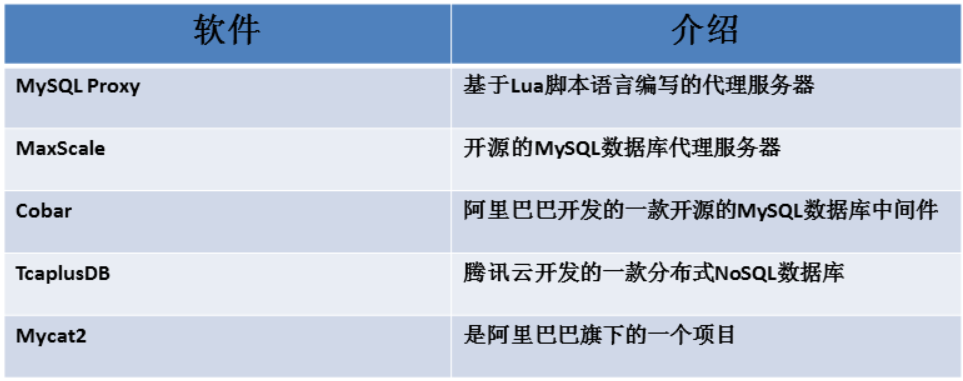 软件 介绍
MySQL Proxy 基于Lua脚本语言编写的代理服务器
MaxScale 开源的MySQL数据库代理服务器
Cobar 阿里巴巴开发的一款开源的MySQL数据库中间件
TcaplusDB 腾讯云开发的一款分布式NoSQL数据库
Mycat2 是阿里巴巴旗下的一个项目